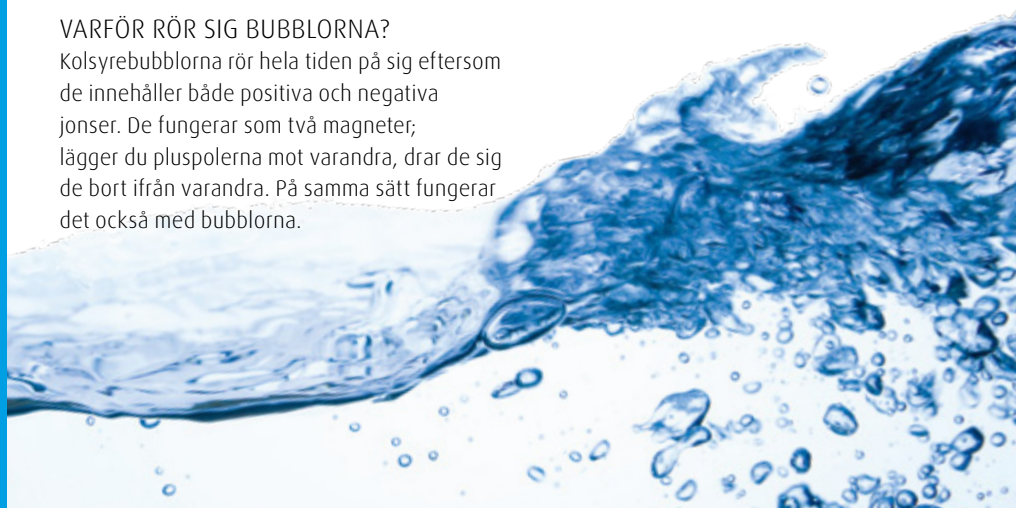 VARFÖR RÖR SIG BUBBLORNA?
Kolsyrebubblorna rör hela tiden på sig eftersom
de innehåller både positiva och negativa
jonser. De fungerar som två magneter;
lägger du pluspolerna mot varandra, drar de sig
de bort ifrån varandra. På samma sätt fungerar
det också med bubblorna.